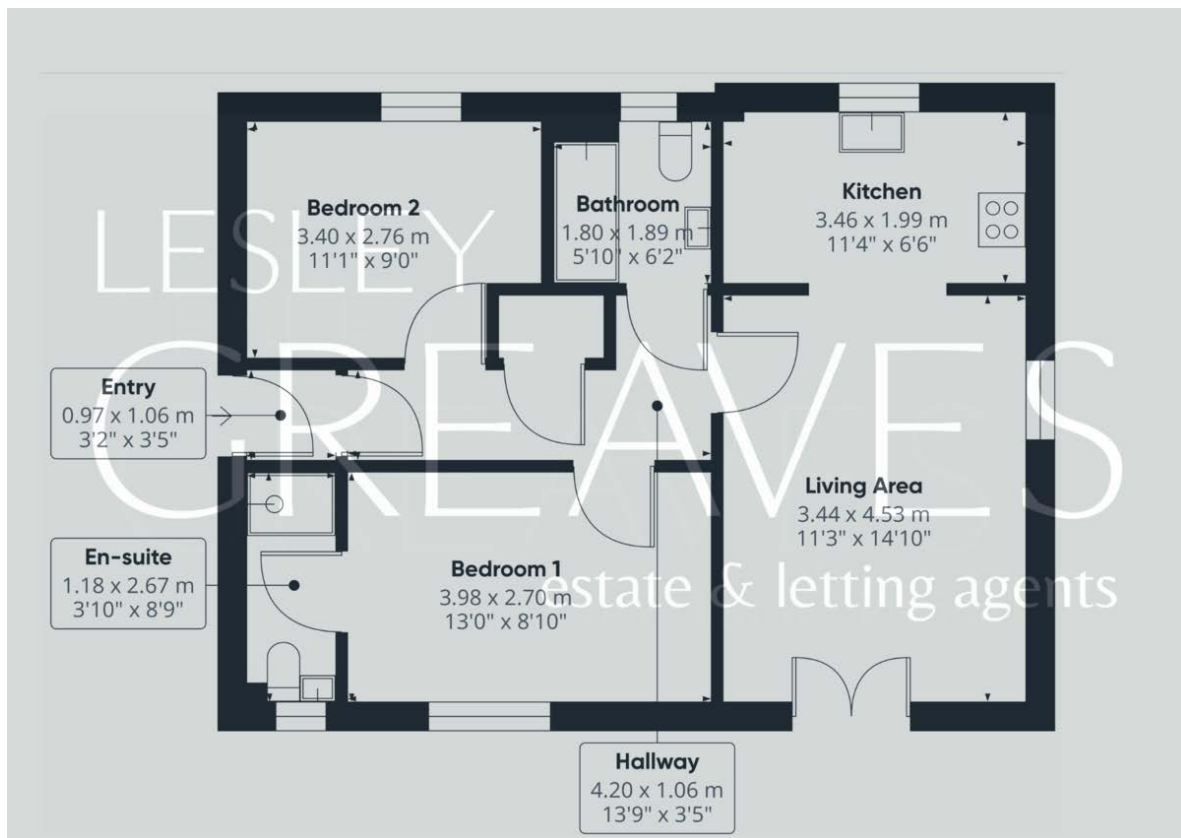 Bedroom 2
3.40 x 2.76 m
11'1" x 9'0"
Bathroom
1.80 x 1.89 m
5'10" x 6'2"
Kitchen
3.46 x 1.99 m
11'4" x 6'6"
LESLEY
GREAVES
estate & letting agents
Entry
0.97 x 1.06 m
3'2" x 3'5"
Living Area
3.44 x 4.53 m
11'3" x 14'10"
En-suite
1.18 x 2.67 m
3'10" x 8'9"
Bedroom 1
3.98 x 2.70 m
13'0" x 8'10"
Hallway
4.20 x 1.06 m
13'9" x 3'5"